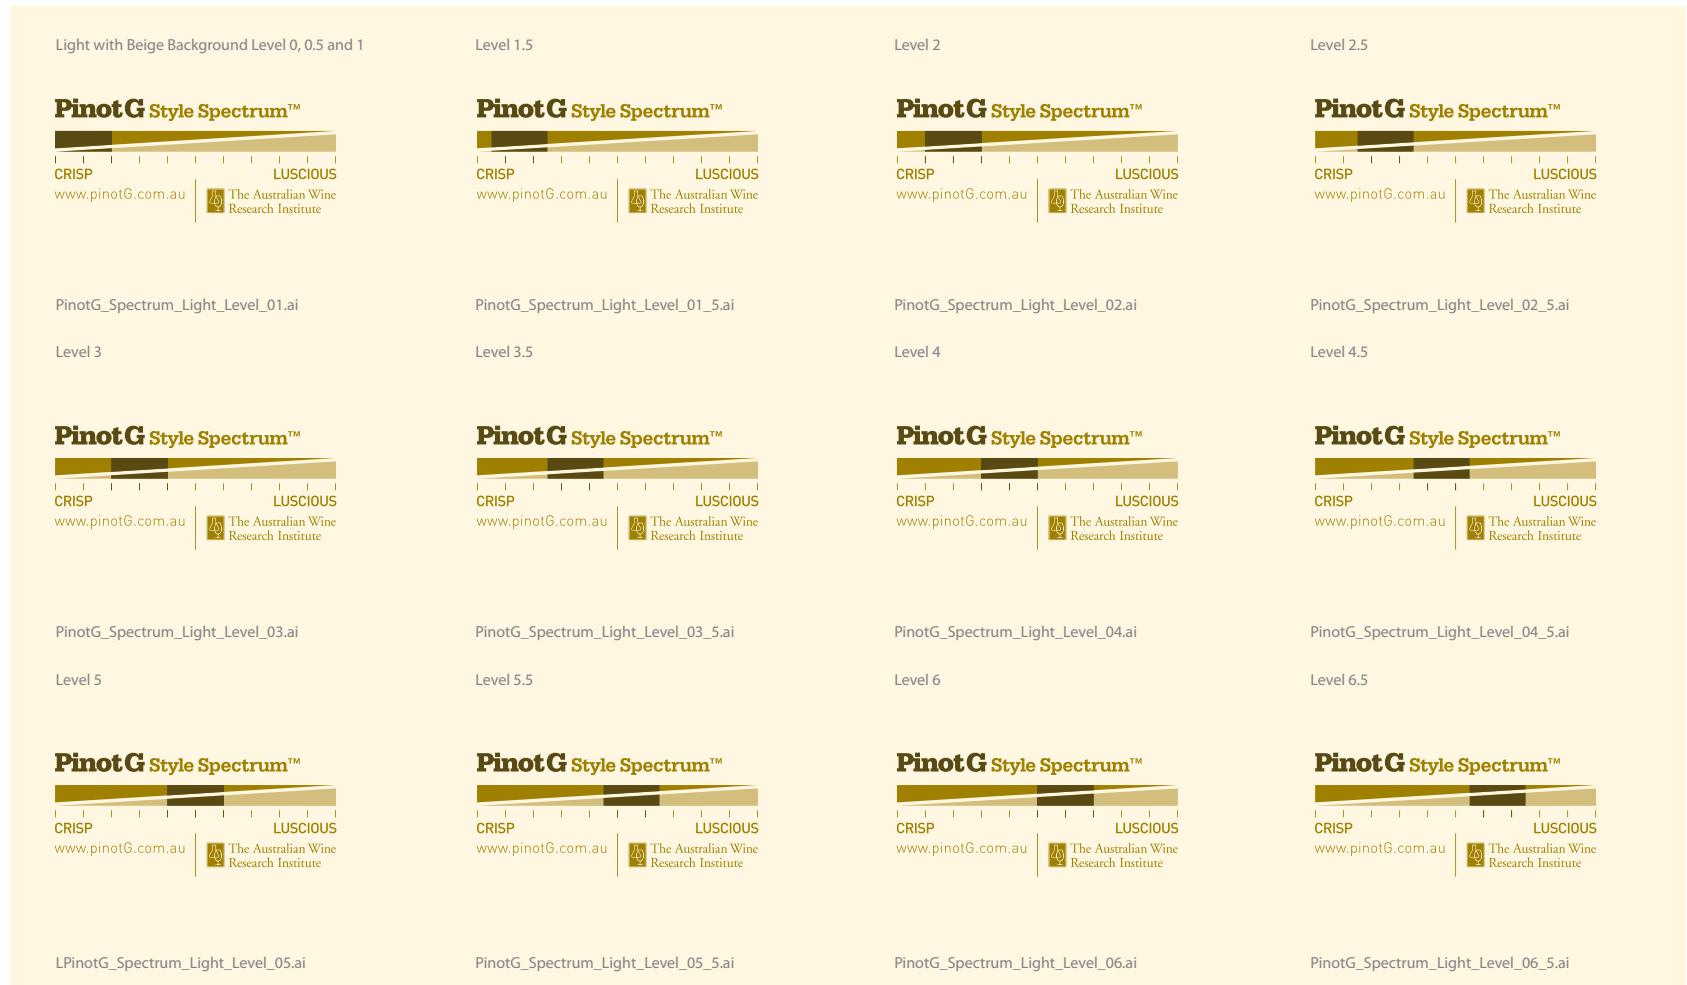 Light with Beige Background Level 0, 0.5 and 1
Level 1.5
Level 2
Level 2.5
PinotG Style Spectrum™
CRISP LUSCIOUS
www.pinotG.com.au
The Australian Wine
Research Institute
PinotG Style Spectrum™
CRISP LUSCIOUS
www.pinotG.com.au
The Australian Wine
Research Institute
PinotG Style Spectrum™
CRISP LUSCIOUS
www.pinotG.com.au
The Australian Wine
Research Institute
PinotG Style Spectrum™
CRISP LUSCIOUS
www.pinotG.com.au
The Australian Wine
Research Institute
PinotG_Spectrum_Light_Level_01.ai
PinotG_Spectrum_Light_Level_01_5.ai
PinotG_Spectrum_Light_Level_02.ai
PinotG_Spectrum_Light_Level_02_5.ai
Level 3
Level 3.5
Level 4
Level 4.5
PinotG Style Spectrum™
CRISP LUSCIOUS
www.pinotG.com.au
The Australian Wine
Research Institute
PinotG Style Spectrum™
CRISP LUSCIOUS
www.pinotG.com.au
The Australian Wine
Research Institute
PinotG Style Spectrum™
CRISP LUSCIOUS
www.pinotG.com.au
The Australian Wine
Research Institute
PinotG Style Spectrum™
CRISP LUSCIOUS
www.pinotG.com.au
The Australian Wine
Research Institute
PinotG_Spectrum_Light_Level_03.ai
PinotG_Spectrum_Light_Level_03_5.ai
PinotG_Spectrum_Light_Level_04.ai
PinotG_Spectrum_Light_Level_04_5.ai
Level 5
Level 5.5
Level 6
Level 6.5
PinotG Style Spectrum™
CRISP LUSCIOUS
www.pinotG.com.au
The Australian Wine
Research Institute
PinotG Style Spectrum™
CRISP LUSCIOUS
www.pinotG.com.au
The Australian Wine
Research Institute
PinotG Style Spectrum™
CRISP LUSCIOUS
www.pinotG.com.au
The Australian Wine
Research Institute
PinotG Style Spectrum™
CRISP LUSCIOUS
www.pinotG.com.au
The Australian Wine
Research Institute
LPinotG_Spectrum_Light_Level_05.ai
PinotG_Spectrum_Light_Level_05_5.ai
PinotG_Spectrum_Light_Level_06.ai
PinotG_Spectrum_Light_Level_06_5.ai